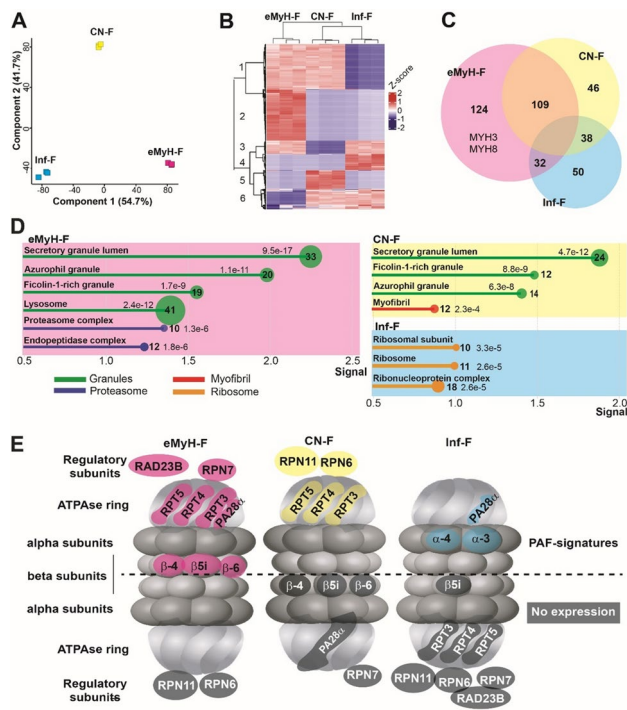 A
CN-F
Component 2 (41.7%)
80
40
0
-40
Inf-F
eMyH-F
-80 -40 0 40 80
Component 1 (54.7%)
B
eMyH-F CN-F Inf-F
1
2
3
4
5
6
Z-score
2
1
0
-1
-2
C
eMyH-F
CN-F
124
109
46
MYH3
MYH8
38
32
50
Inf-F
D
eMyH-F
Secretory granule lumen
9.5e-17
33
Azurophil granule
1.1e-11
20
Ficolin-1-rich granule
1.7e-9
19
Lysosome
2.4e-12
41
Proteasome complex
10 1.3e-6
Endopeptidase complex
12 1.8e-6
0.5 1.0 1.5 2.0 2.5
Signal
Granules
Myofibril
Proteasome
Ribosome
CN-F
Secretory granule lumen
4.7e-12
24
Ficolin-1-rich granule
8.8e-9
12
Azurophil granule
6.3e-8
14
Myofibril
12 2.3e-4
Inf-F
Ribosomal subunit
10 3.3e-5
Ribosome
11 2.6e-5
Ribonucleoprotein complex
18 2.6e-5
0.5 1.0 1.5 2.0
Signal
E
eMyH-F CN-F Inf-F
Regulatory subunits
RAD23B RPN7
RPN11 RPN6
ATPAse ring
RPT5 RPT4 RPT3 PA28α
RPT5 RPT4 RPT3
PA28α
alpha subunits
α-4 α-3
PAF-signatures
beta subunits
β-4 β5i β-6
β-4 β5i β-6
β5i
alpha subunits
No expression
ATPAse ring
PA28α
RPT3 RPT4 RPT5
Regulatory subunits
RPN11 RPN6
RPN7
RPN11 RPN6 RPN7
RAD23B